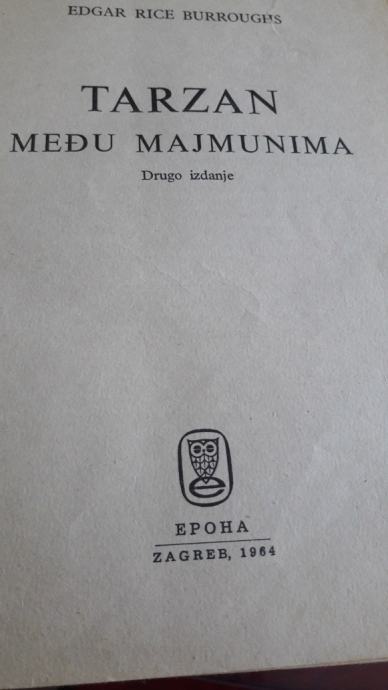 EDGAR RICE BURROUGHS
TARZAN
MEĐU MAJMUNIMA
Drugo izdanje
e
EPOHA
ZAGREB, 1964